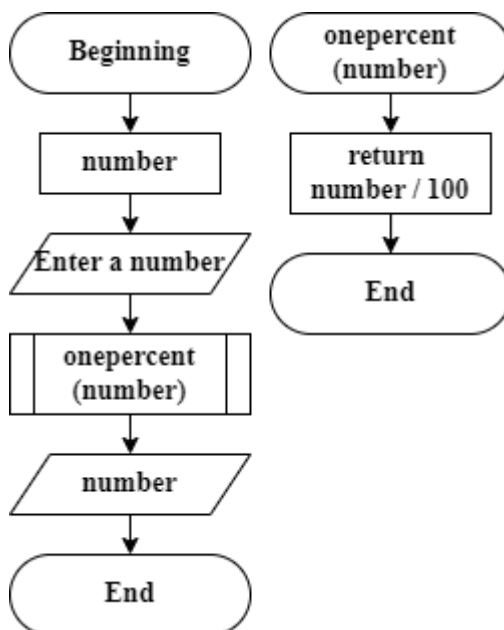 Beginning
number
Enter a number
onepercent
(number)
number
End
onepercent
(number)
return
number / 100
End